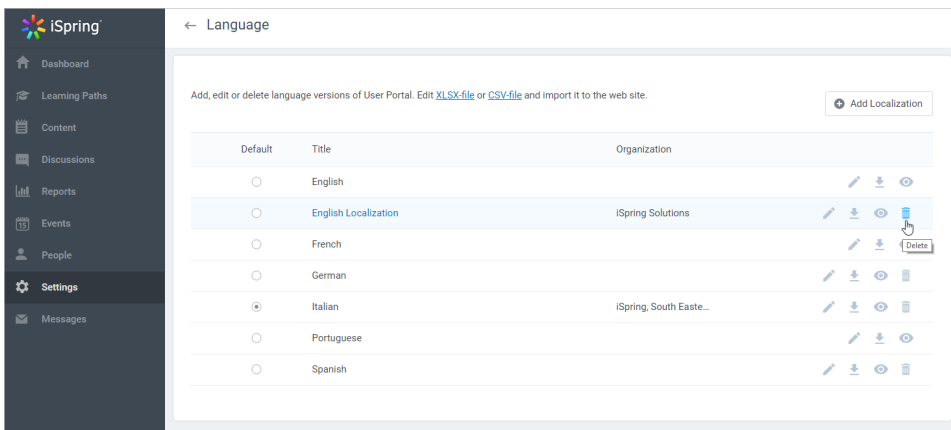 iSpring
← Language
Dashboard
Learning Paths
Content
Discussions
Reports
15 Events
People
Settings
Messages
Add, edit or delete language versions of User Portal. Edit XLSX-file or CSV-file and import it to the web site.
Add Localization
Default Title Organization
English
English Localization iSpring Solutions
Delete
French
German
Italian iSpring, South Easte...
Portuguese
Spanish